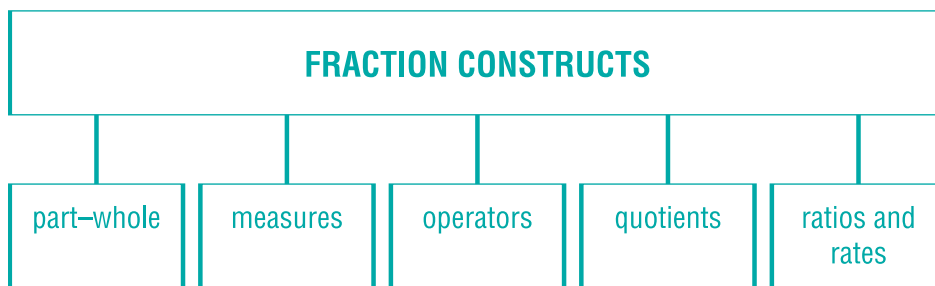 FRACTION CONSTRUCTS
part–whole
measures
operators
quotients
ratios and
rates